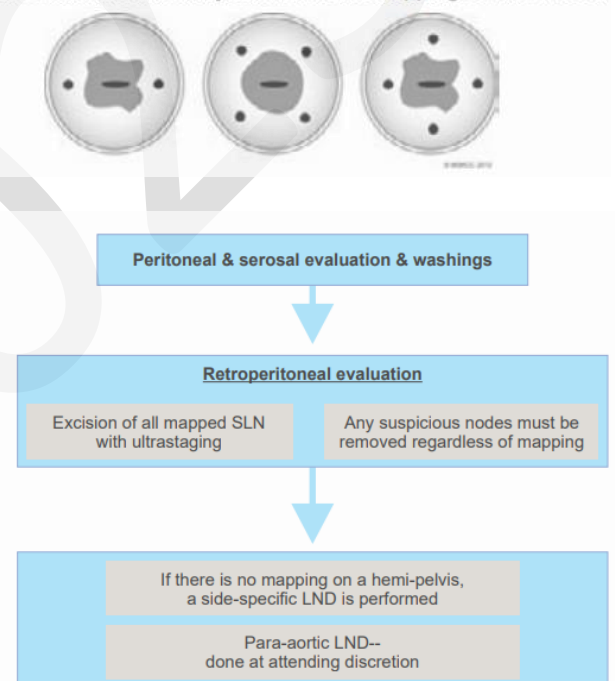 Peritoneal & serosal evaluation & washings
Retroperitoneal evaluation
Excision of all mapped SLN
with ultrastaging
Any suspicious nodes must be
removed regardless of mapping
If there is no mapping on a hemi-pelvis,
a side-specific LND is performed
Para-aortic LND--
done at attending discretion